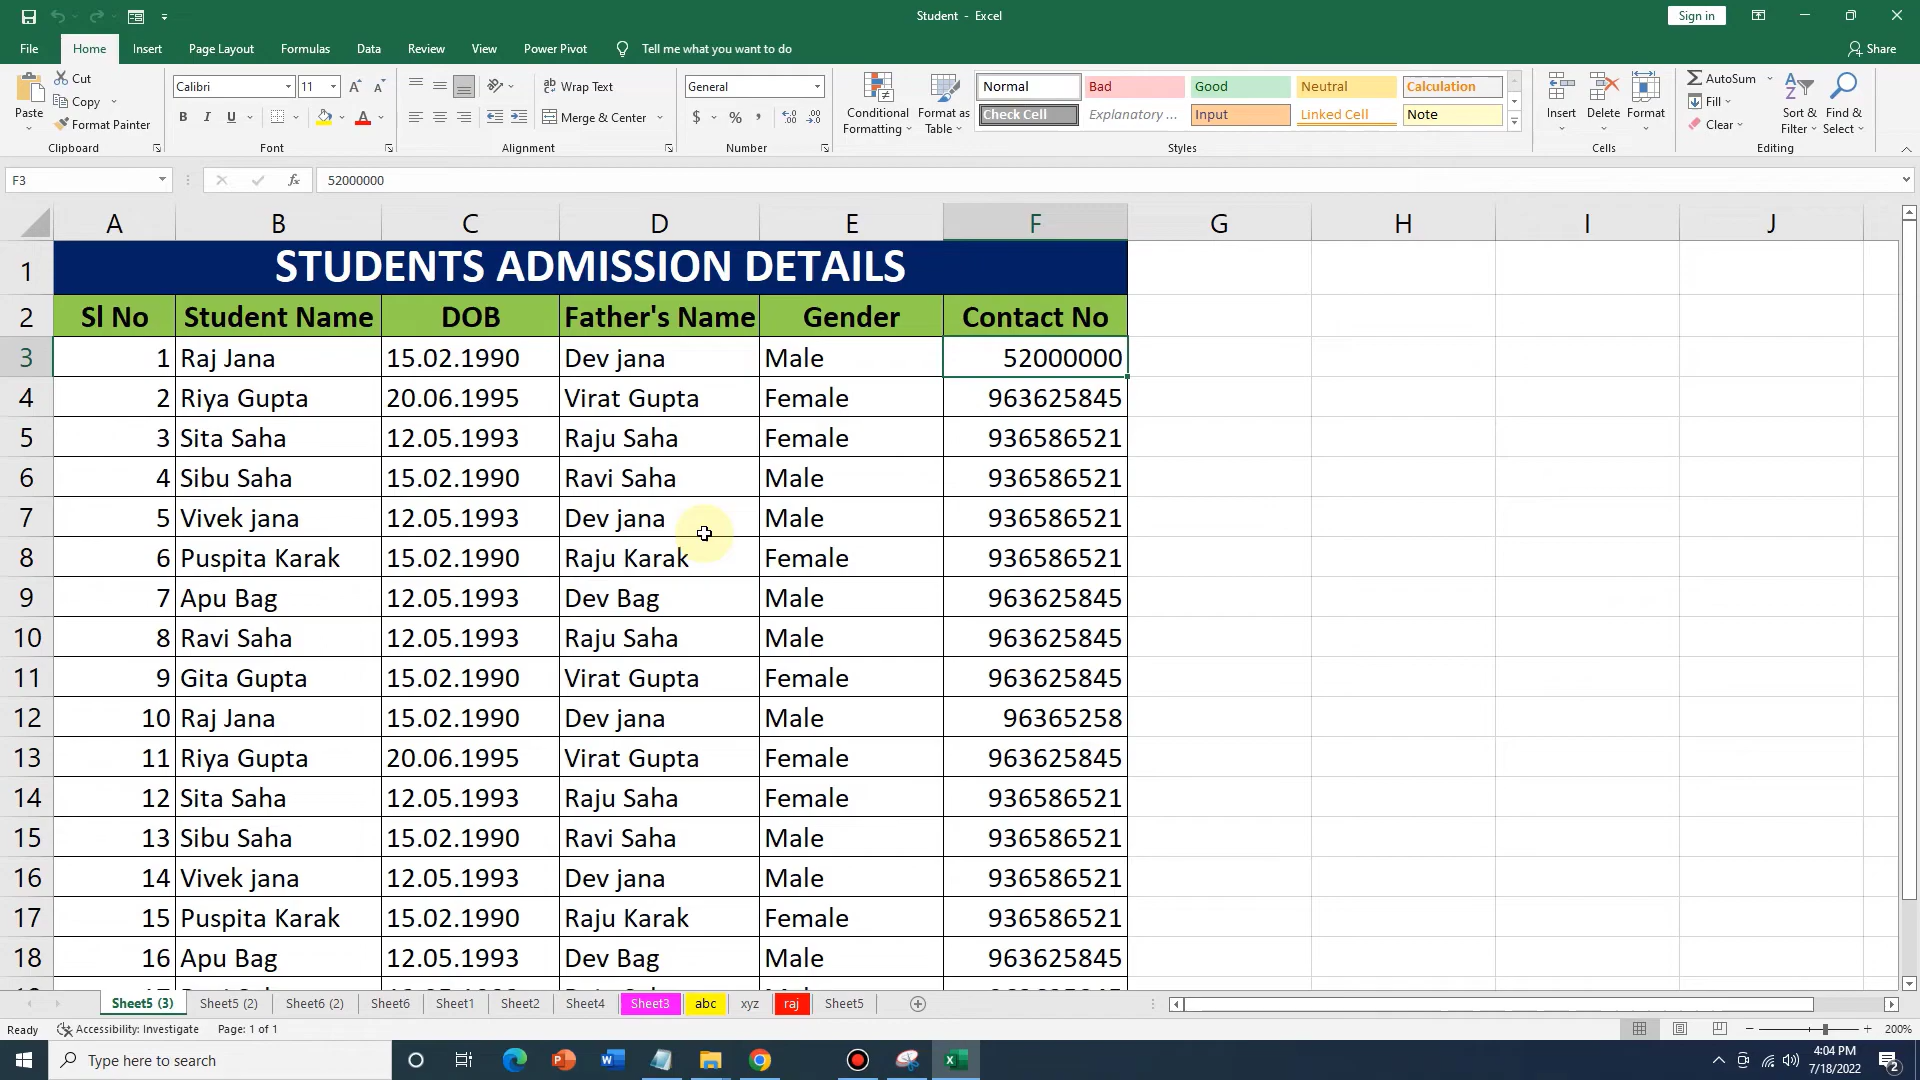 Student - Excel
Sign in
File Home Insert Page Layout Formulas Data Review View Power Pivot Tell me what you want to do Share
Paste
Cut
Copy
Format Painter
Clipboard
Calibri 11
B I U
Font
Wrap Text
Merge & Center
Alignment
General
$ % ,
Number
Conditional Formatting
Format as Table
Normal Bad Good Neutral Calculation
Check Cell Explanatory ... Input Linked Cell Note
Styles
Insert Delete Format
Cells
AutoSum
Fill
Clear
Sort & Filter
Find & Select
Editing
F3 fx 52000000
A B C D E F G H I J
1 STUDENTS ADMISSION DETAILS
2 Sl No Student Name DOB Father's Name Gender Contact No
3 1 Raj Jana 15.02.1990 Dev jana Male 52000000
4 2 Riya Gupta 20.06.1995 Virat Gupta Female 963625845
5 3 Sita Saha 12.05.1993 Raju Saha Female 936586521
6 4 Sibu Saha 15.02.1990 Ravi Saha Male 936586521
7 5 Vivek jana 12.05.1993 Dev jana Male 936586521
8 6 Puspita Karak 15.02.1990 Raju Karak Female 936586521
9 7 Apu Bag 12.05.1993 Dev Bag Male 963625845
10 8 Ravi Saha 12.05.1993 Raju Saha Male 963625845
11 9 Gita Gupta 15.02.1990 Virat Gupta Female 963625845
12 10 Raj Jana 15.02.1990 Dev jana Male 96365258
13 11 Riya Gupta 20.06.1995 Virat Gupta Female 963625845
14 12 Sita Saha 12.05.1993 Raju Saha Female 936586521
15 13 Sibu Saha 15.02.1990 Ravi Saha Male 936586521
16 14 Vivek jana 12.05.1993 Dev jana Male 936586521
17 15 Puspita Karak 15.02.1990 Raju Karak Female 936586521
18 16 Apu Bag 12.05.1993 Dev Bag Male 963625845
Sheet5 (3) Sheet5 (2) Sheet6 (2) Sheet6 Sheet1 Sheet2 Sheet4 Sheet3 abc xyz raj Sheet5
Ready Accessibility: Investigate Page: 1 of 1 200%
Type here to search
4:04 PM
7/18/2022
2